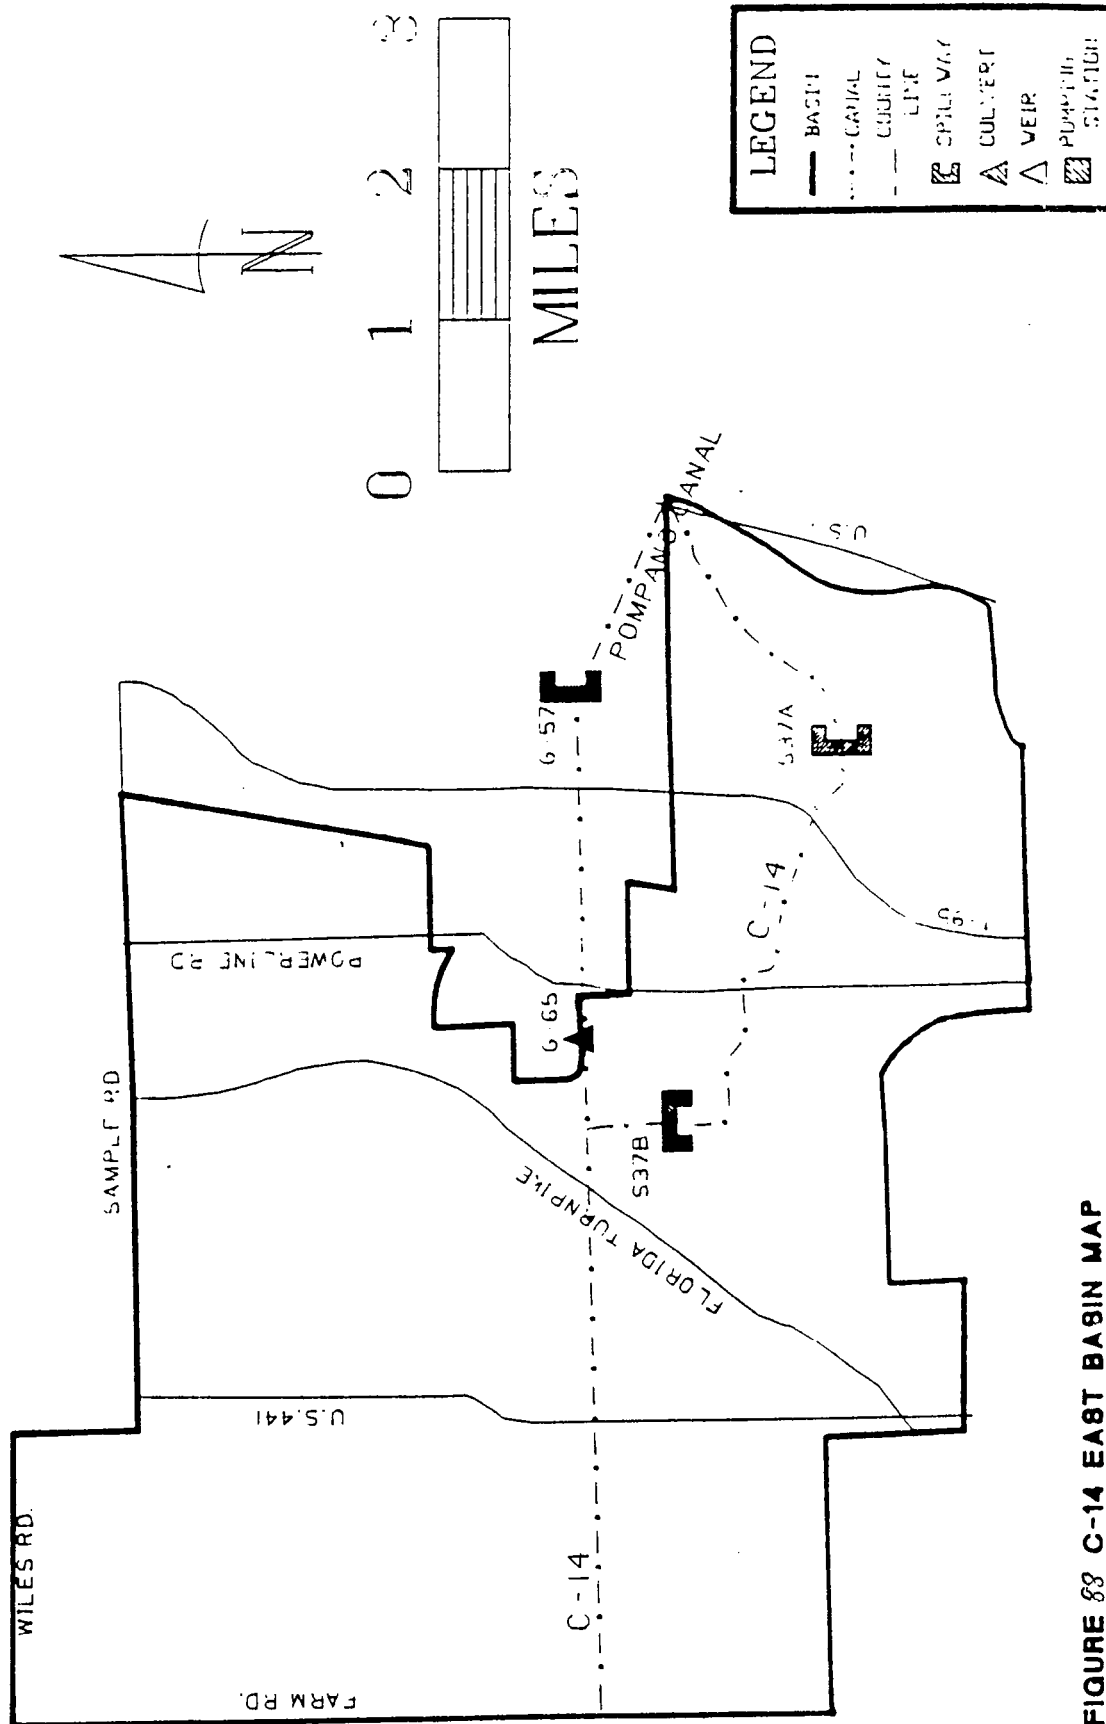 WILES RD.
SAMPLE RD
FARM RD.
U.S.441
FLORIDA TURNPIKE
POWERLINE RD
I-95
U.S.
C-14
C-14
S37B
G-65
G-57
S37A
POMPANO CANAL
N
0 1 2 3
MILES
LEGEND
BASIN
CANAL
COUNTY
LINE
SPILLWAY
CULVERT
WEIR
PUMPING
STATION
FIGURE 88 C-14 EAST BASIN MAP